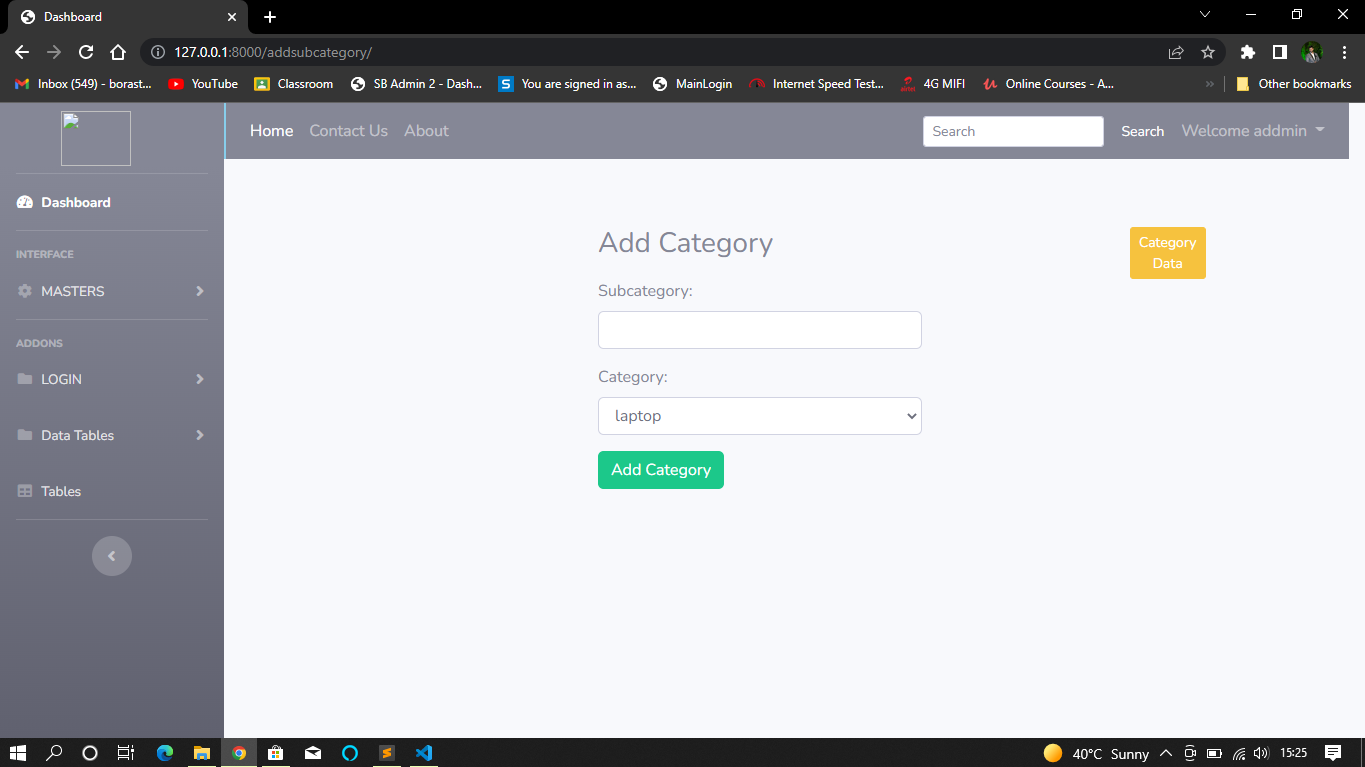 Dashboard
127.0.0.1:8000/addsubcategory/
Inbox (549) - borast... YouTube Classroom SB Admin 2 - Dash... You are signed in as... MainLogin Internet Speed Test... airtel 4G MIFI Online Courses - A... » Other bookmarks
Home Contact Us About Search Search Welcome addmin
Dashboard
INTERFACE
MASTERS
ADDONS
LOGIN
Data Tables
Tables
Add Category
Category
Data
Subcategory:
Category:
laptop
Add Category
40°C Sunny 15:25